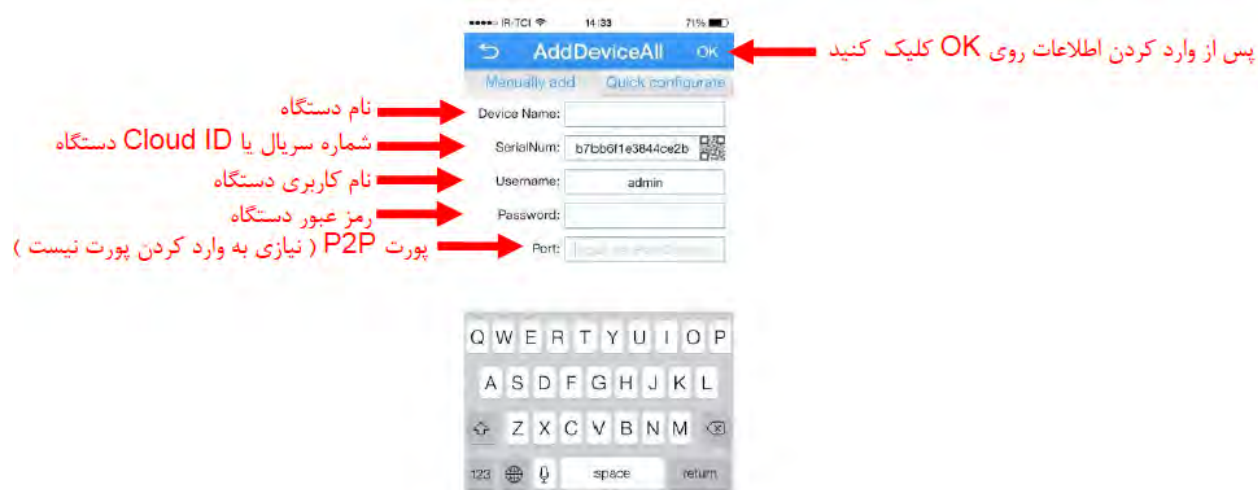 IR-TCI 14:33 71%
AddDeviceAll OK
پس از وارد کردن اطلاعات روی OK کلیک کنید
Manually add Quick configurate
نام دستگاه
Device Name:
شماره سریال یا Cloud ID دستگاه
SerialNum: b7bb6f1e3844ce2b
نام کاربری دستگاه
Username: admin
رمز عبور دستگاه
Password:
پورت P2P ( نیازی به وارد کردن پورت نیست )
Port:
Q W E R T Y U I O P
A S D F G H J K L
Z X C V B N M
123 space return